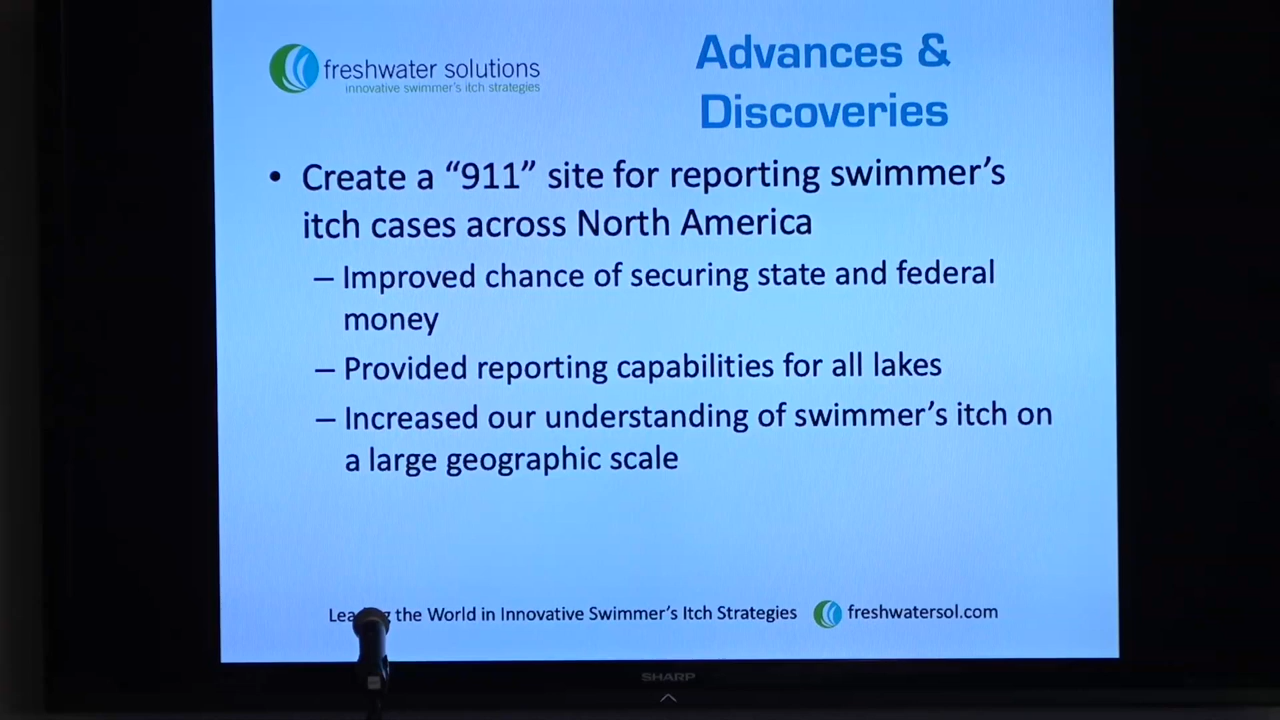 freshwater solutions
innovative swimmer's itch strategies
Advances &
Discoveries
• Create a “911” site for reporting swimmer’s
itch cases across North America
– Improved chance of securing state and federal
money
– Provided reporting capabilities for all lakes
– Increased our understanding of swimmer’s itch on
a large geographic scale
the World in Innovative Swimmer’s Itch Strategies freshwatersol.com
SHARP